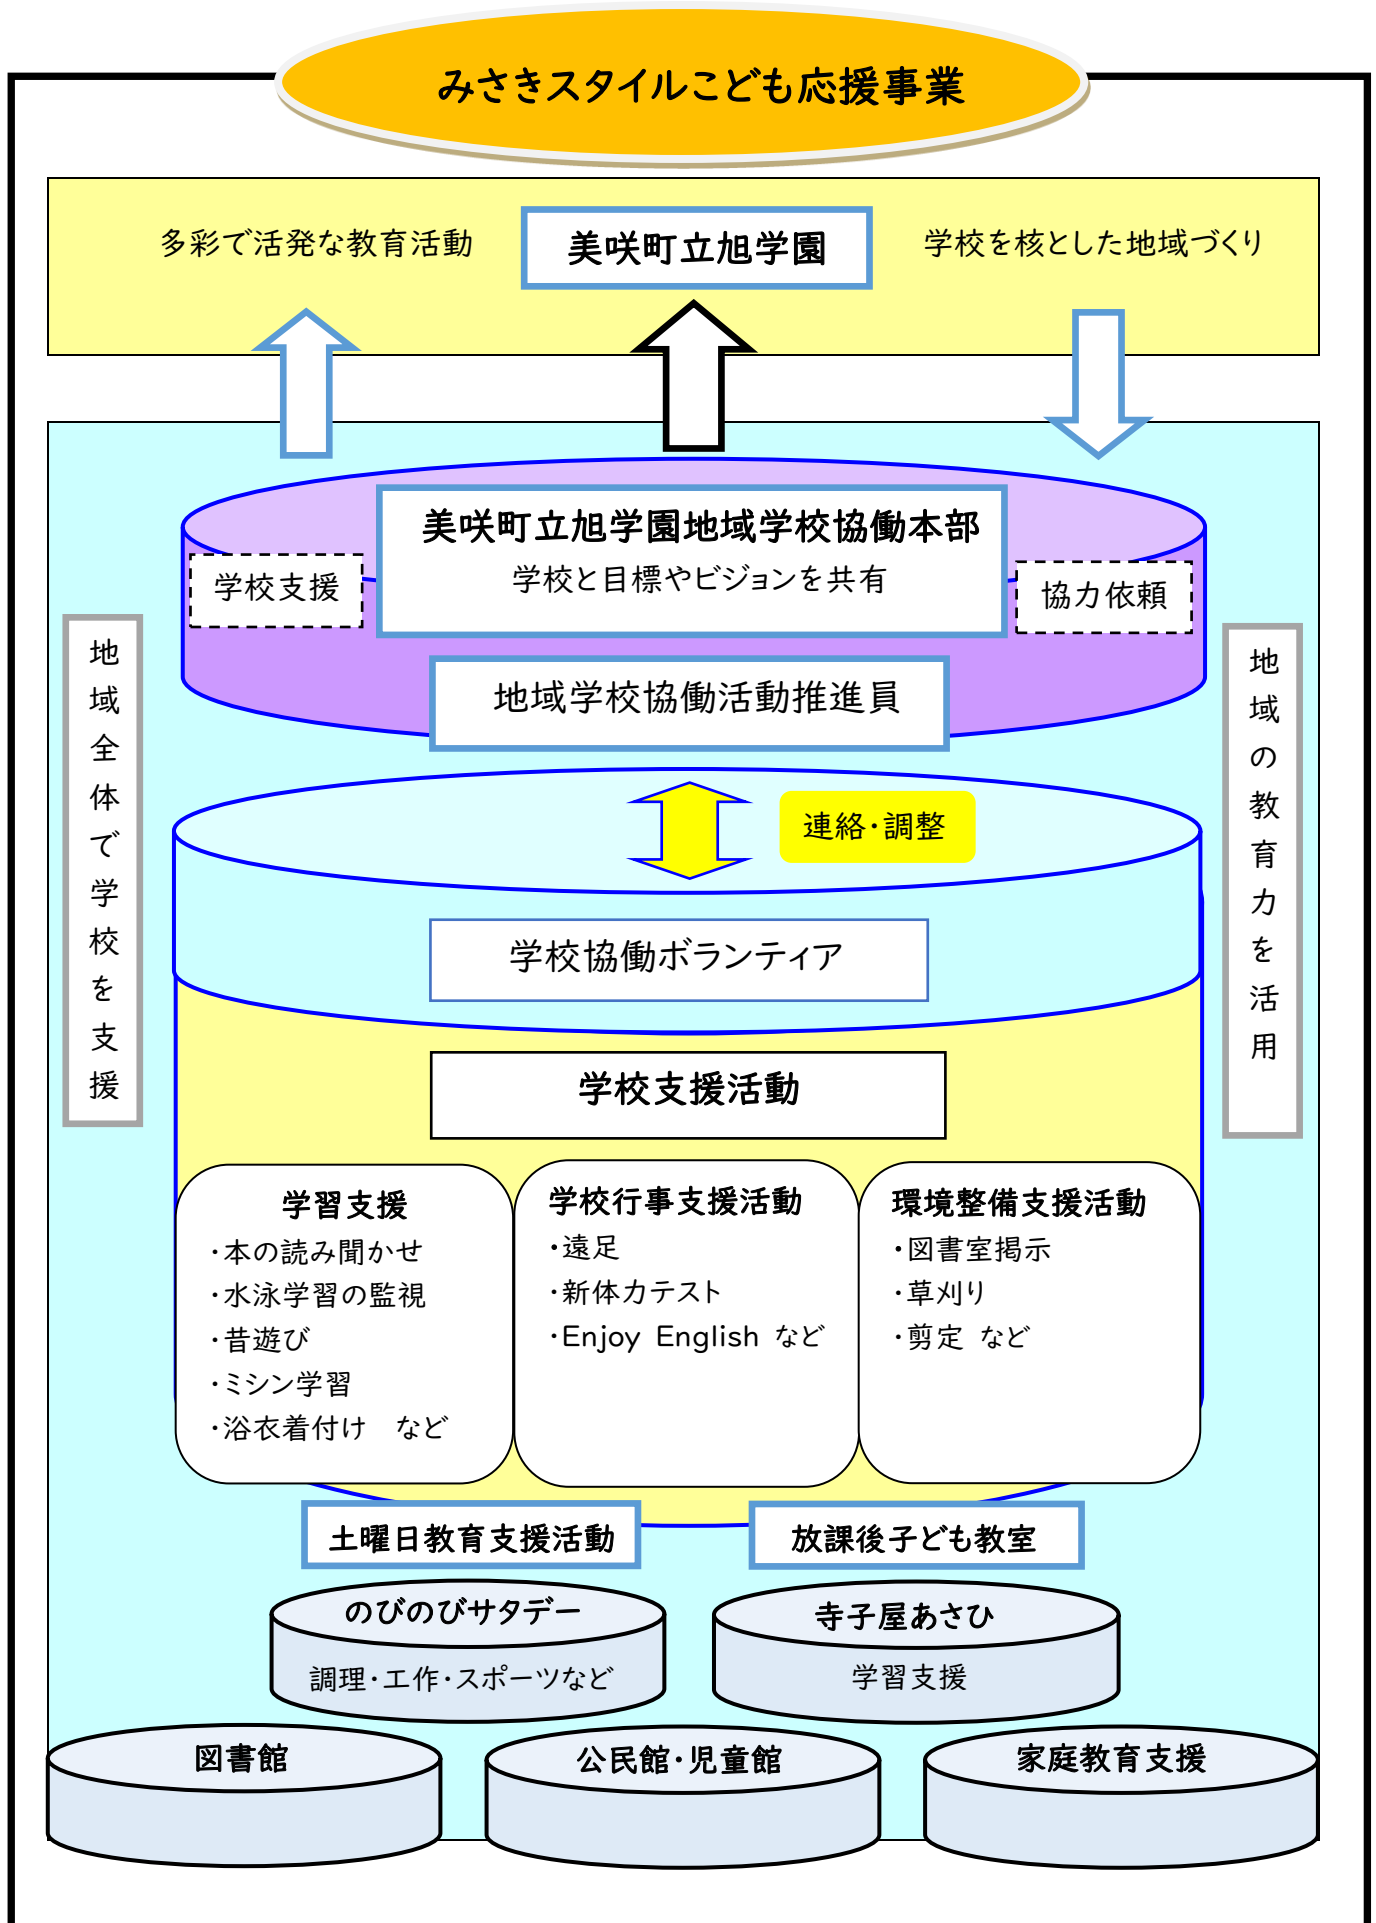 みさきスタイルこども応援事業
多彩で活発な教育活動
美咲町立旭学園
学校を核とした地域づくり
美咲町立旭学園地域学校協働本部
学校と目標やビジョンを共有
学校支援
協力依頼
地域学校協働活動推進員
地域全体で学校を支援
地域の教育力を活用
連絡・調整
学校協働ボランティア
学校支援活動
学習支援
・本の読み聞かせ
・水泳学習の監視
・昔遊び
・ミシン学習
・浴衣着付け　など
学校行事支援活動
・遠足
・新体力テスト
・Enjoy English など
環境整備支援活動
・図書室掲示
・草刈り
・剪定 など
土曜日教育支援活動
放課後子ども教室
のびのびサタデー
調理・工作・スポーツなど
寺子屋あさひ
学習支援
図書館
公民館・児童館
家庭教育支援